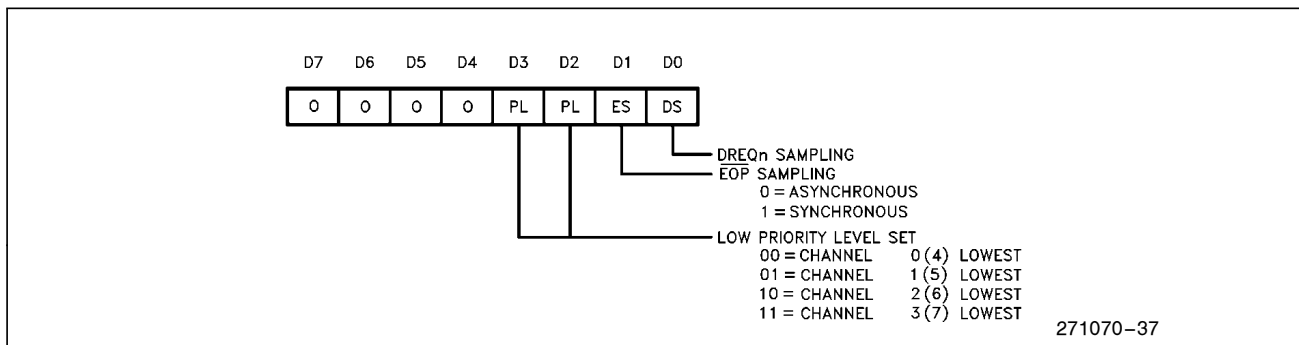 D7 D6 D5 D4 D3 D2 D1 D0
0 0 0 0 PL PL ES DS
DREQn SAMPLING
EOP SAMPLING
0 = ASYNCHRONOUS
1 = SYNCHRONOUS
LOW PRIORITY LEVEL SET
00 = CHANNEL 0(4) LOWEST
01 = CHANNEL 1(5) LOWEST
10 = CHANNEL 2(6) LOWEST
11 = CHANNEL 3(7) LOWEST
271070–37